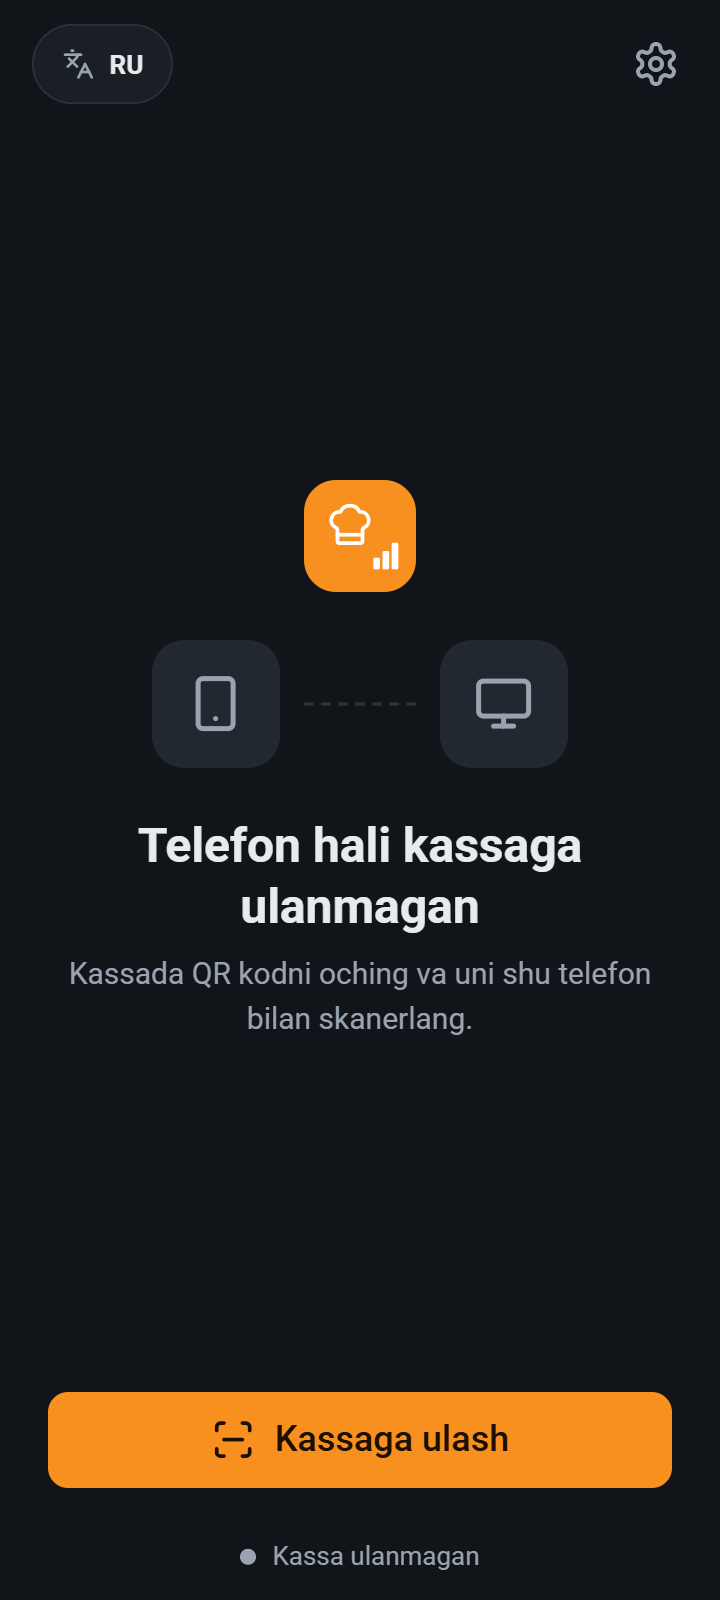 RU
Telefon hali kassaga
ulanmagan
Kassada QR kodni oching va uni shu telefon
bilan skanerlang.
Kassaga ulash
Kassa ulanmagan